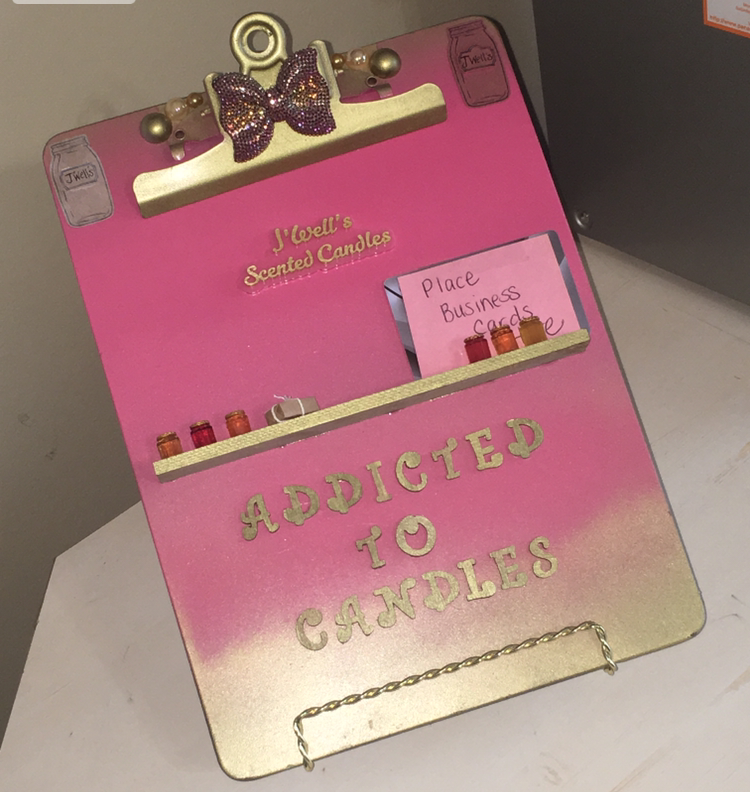 J'Well's
J'Well's
J'Well's
Scented Candles
Place
Business
Cards
ADDICTED
TO
CANDLES